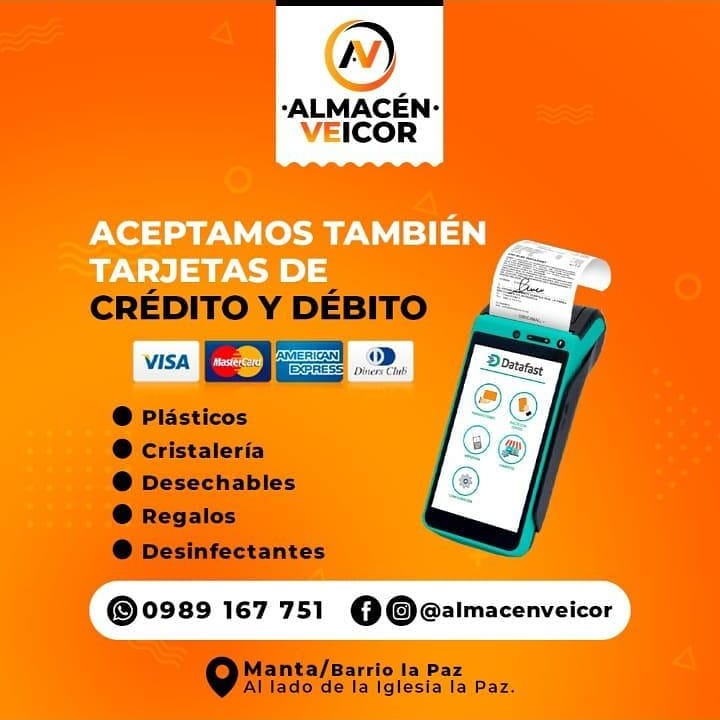 AV
·ALMACÉN·
VEICOR
ACEPTAMOS TAMBIÉN
TARJETAS DE
CRÉDITO Y DÉBITO
VISA
MasterCard
AMERICAN
EXPRESS
Diners Club
Datafast
● Plásticos
● Cristalería
● Desechables
● Regalos
● Desinfectantes
0989 167 751 @almacenveicor
Manta/Barrio la Paz
Al lado de la Iglesia la Paz.